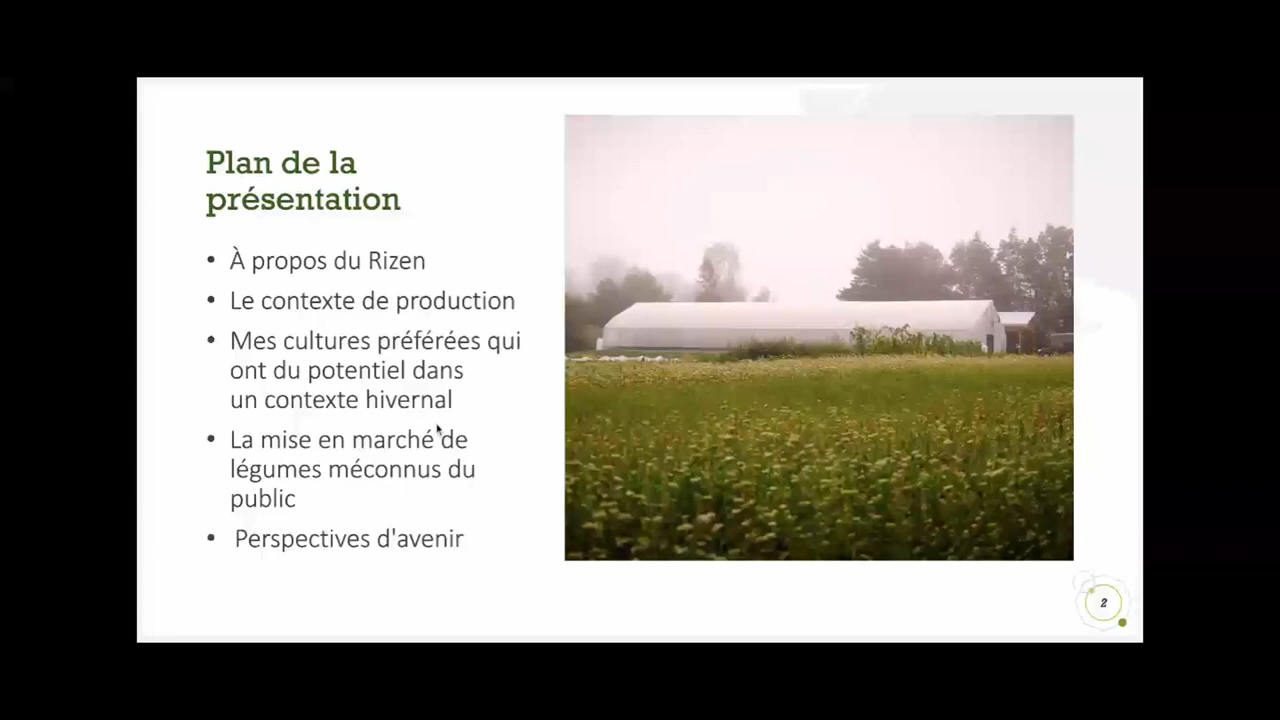 Plan de la
présentation
• À propos du Rizen
• Le contexte de production
• Mes cultures préférées qui
ont du potentiel dans
un contexte hivernal
• La mise en marché de
légumes méconnus du
public
• Perspectives d'avenir
2